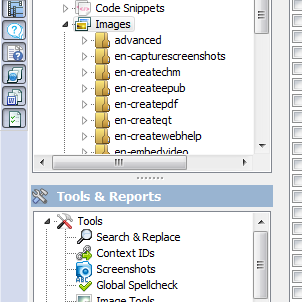 Code Snippets
Images
advanced
en-capturescreenshots
en-createchm
en-createepub
en-createpdf
en-createqt
en-createwebhelp
en-embedvideo
Tools & Reports
Tools
Search & Replace
Context IDs
Screenshots
Global Spellcheck
Image Tools